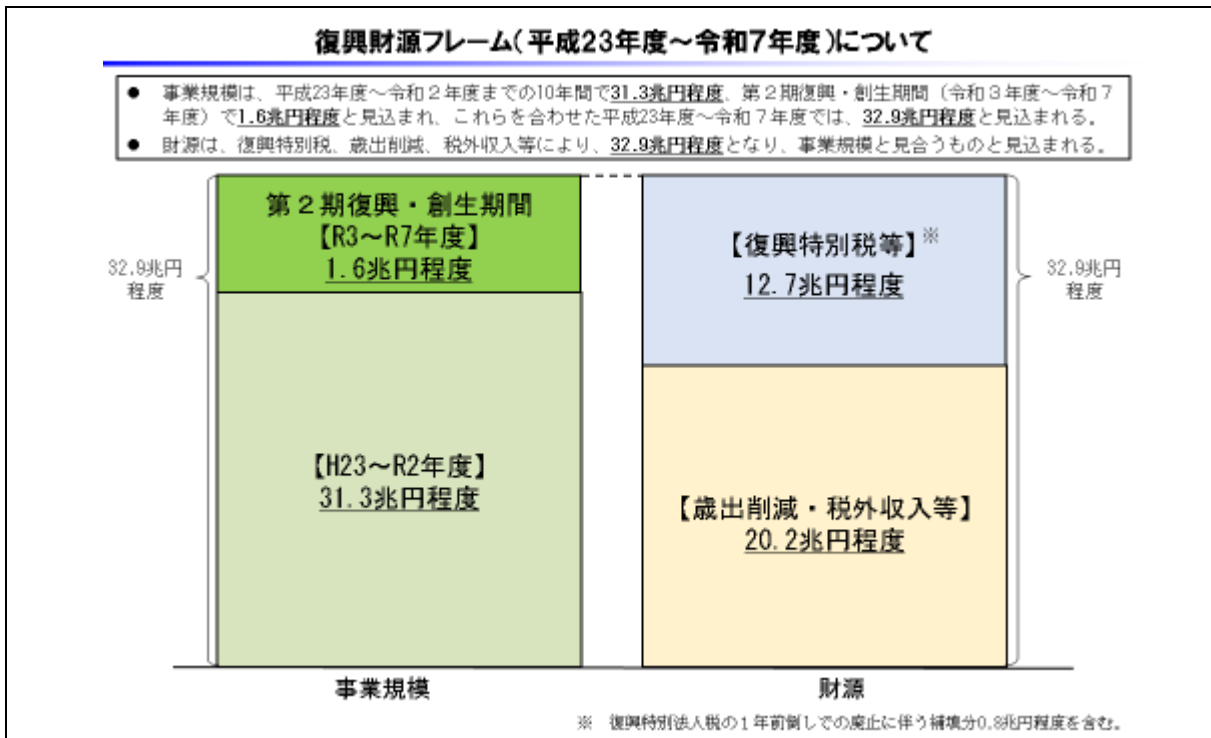 復興財源フレーム(平成23年度～令和7年度)について
● 事業規模は、平成23年度～令和２年度までの10年間で31.3兆円程度、第２期復興・創生期間（令和３年度～令和７
年度）で1.6兆円程度と見込まれ、これらを合わせた平成23年度～令和７年度では、32.9兆円程度と見込まれる。
● 財源は、復興特別税、歳出削減、税外収入等により、32.9兆円程度となり、事業規模と見合うものと見込まれる。
32.9兆円
程度
第２期復興・創生期間
【R3～R7年度】
1.6兆円程度
【H23～R2年度】
31.3兆円程度
事業規模
【復興特別税等】※
12.7兆円程度
【歳出削減・税外収入等】
20.2兆円程度
財源
32.9兆円
程度
※ 復興特別法人税の１年前倒しでの廃止に伴う補填分0.8兆円程度を含む。